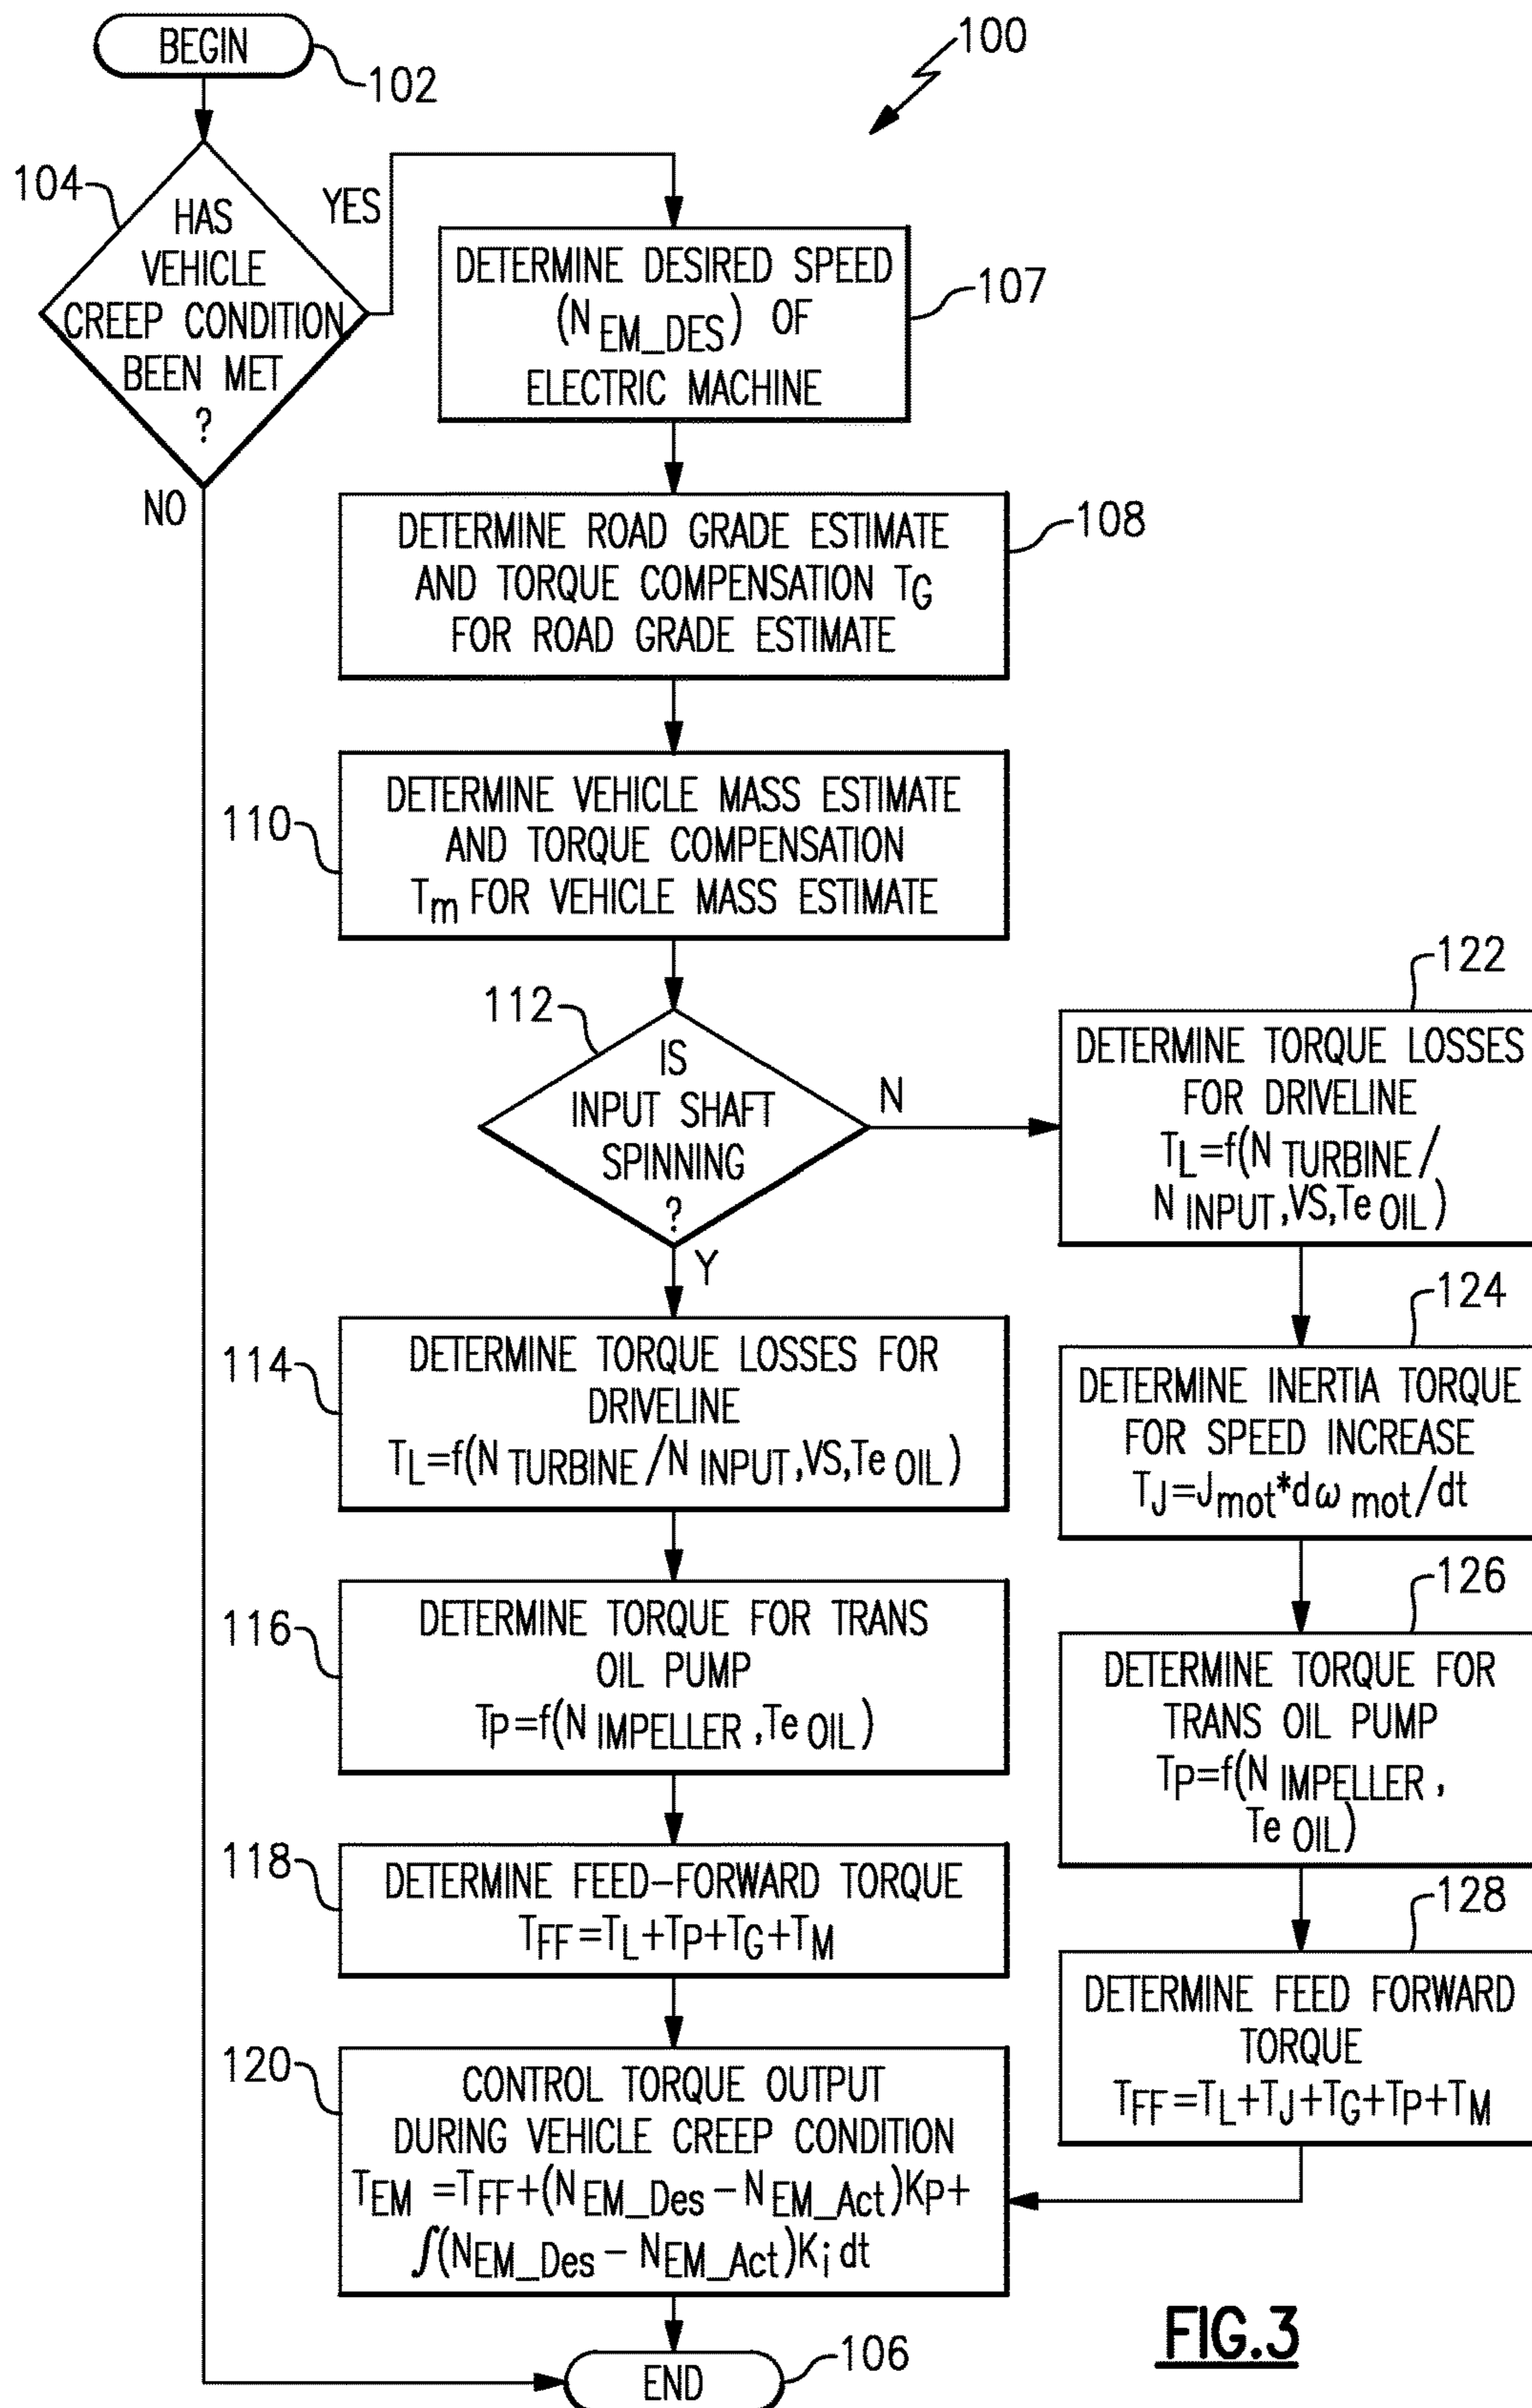 BEGIN
102
100
104
HAS
VEHICLE
CREEP CONDITION
BEEN MET
?
YES
NO
DETERMINE DESIRED SPEED
(N EM_DES) OF
ELECTRIC MACHINE
107
DETERMINE ROAD GRADE ESTIMATE
AND TORQUE COMPENSATION TG
FOR ROAD GRADE ESTIMATE
108
110
DETERMINE VEHICLE MASS ESTIMATE
AND TORQUE COMPENSATION
Tm FOR VEHICLE MASS ESTIMATE
112
IS
INPUT SHAFT
SPINNING
?
N
Y
114
DETERMINE TORQUE LOSSES FOR
DRIVELINE
TL=f(N TURBINE/N INPUT,VS,Te OIL)
116
DETERMINE TORQUE FOR TRANS
OIL PUMP
TP=f(N IMPELLER,Te OIL)
118
DETERMINE FEED-FORWARD TORQUE
TFF=TL+TP+TG+TM
120
CONTROL TORQUE OUTPUT
DURING VEHICLE CREEP CONDITION
TEM =TFF+(NEM_Des-NEM_Act)KP+
∫(NEM_Des-NEM_Act)Ki dt
122
DETERMINE TORQUE LOSSES
FOR DRIVELINE
TL=f(N TURBINE/
N INPUT,VS,Te OIL)
124
DETERMINE INERTIA TORQUE
FOR SPEED INCREASE
TJ=Jmot*dω mot/dt
126
DETERMINE TORQUE FOR
TRANS OIL PUMP
TP=f(N IMPELLER,
Te OIL)
128
DETERMINE FEED FORWARD
TORQUE
TFF=TL+TJ+TG+TP+TM
END
106
FIG.3